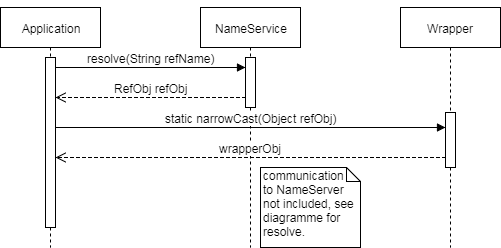 Application
NameService
Wrapper
resolve(String refName)
RefObj refObj
static narrowCast(Object refObj)
wrapperObj
communication
to NameServer
not included, see
diagramme for
resolve.